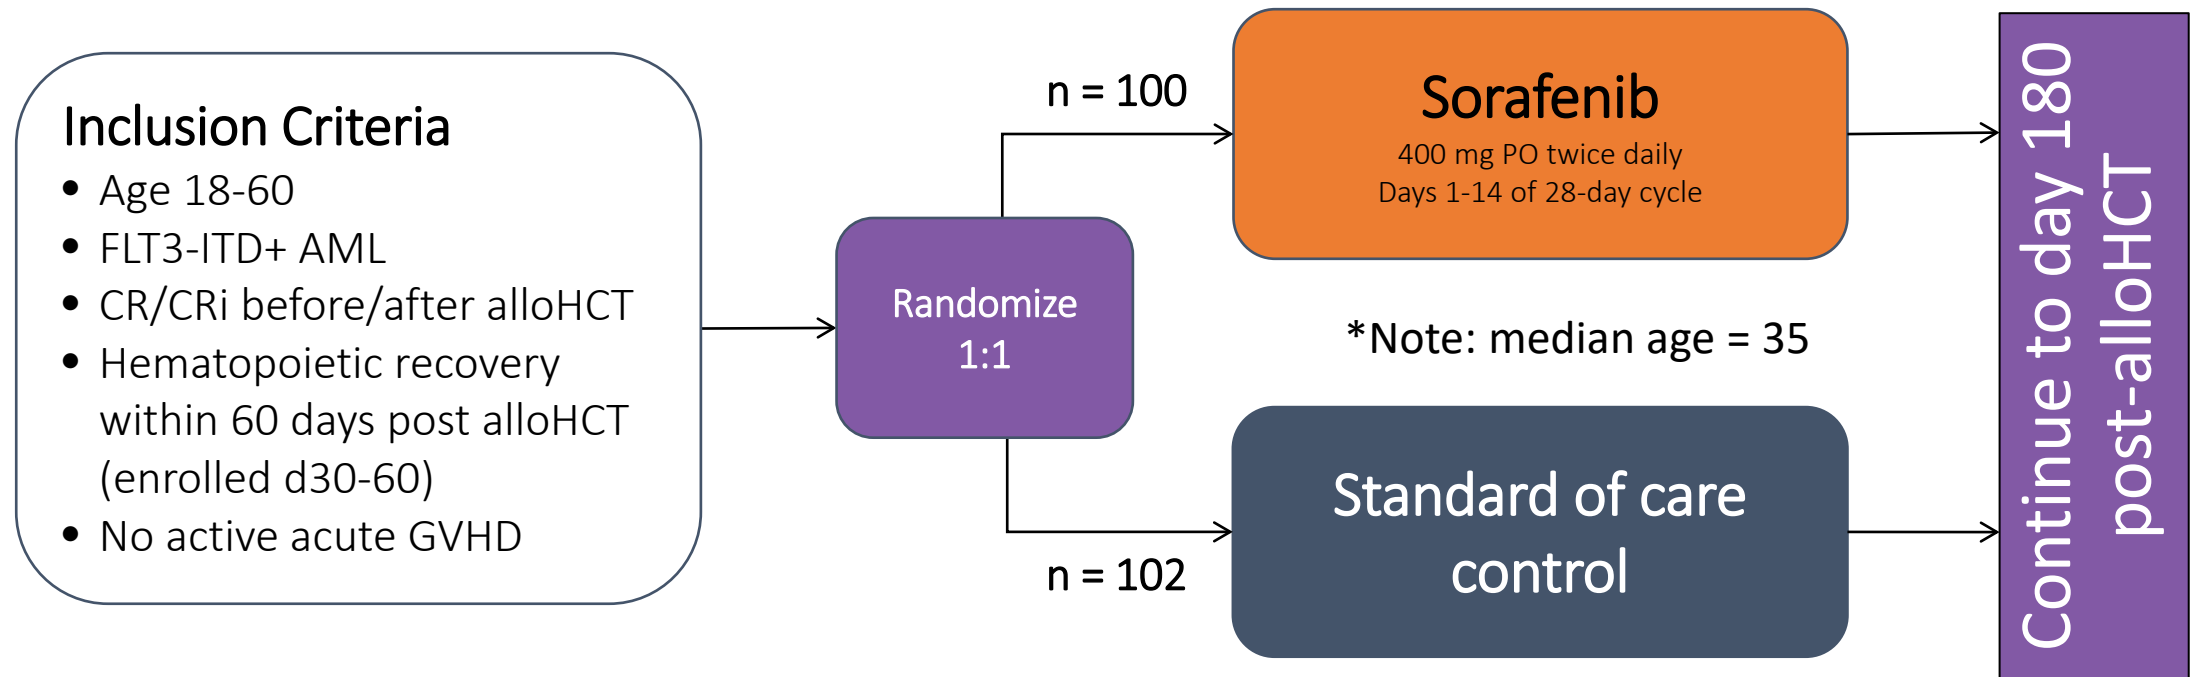 Inclusion Criteria
• Age 18-60
• FLT3-ITD+ AML
• CR/CRi before/after alloHCT
• Hematopoietic recovery
within 60 days post alloHCT
(enrolled d30-60)
• No active acute GVHD
Randomize
1:1
n = 100
Sorafenib
400 mg PO twice daily
Days 1-14 of 28-day cycle
*Note: median age = 35
n = 102
Standard of care
control
Continue to day 180
post-alloHCT